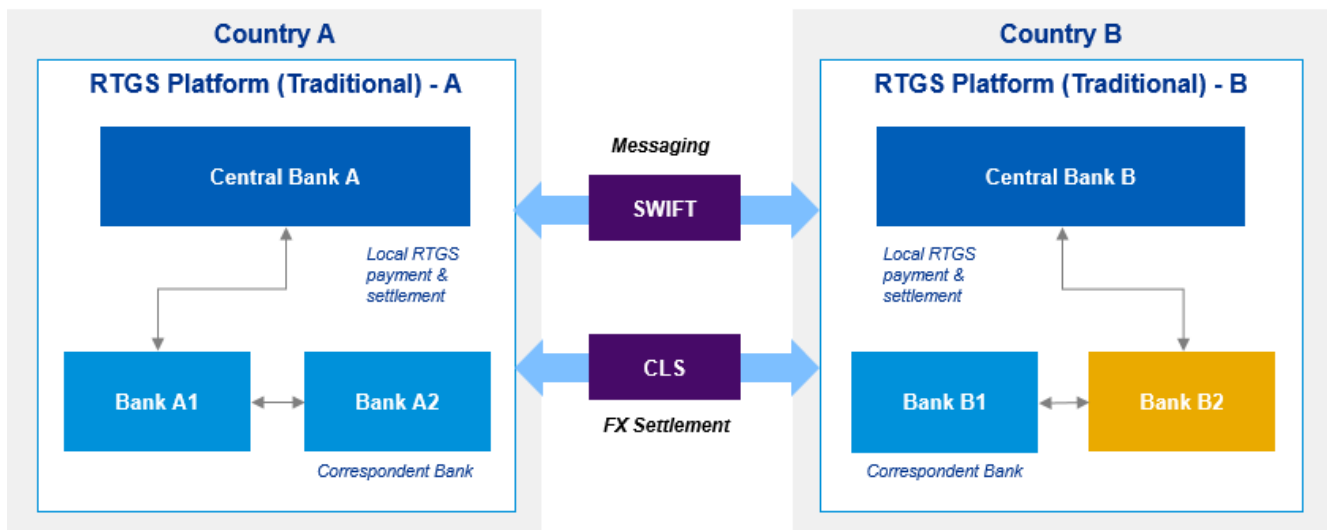 Country A
RTGS Platform (Traditional) - A
Central Bank A
Local RTGS
payment &
settlement
Bank A1
Bank A2
Correspondent Bank
Messaging
SWIFT
CLS
FX Settlement
Country B
RTGS Platform (Traditional) - B
Central Bank B
Local RTGS
payment &
settlement
Bank B1
Bank B2
Correspondent Bank